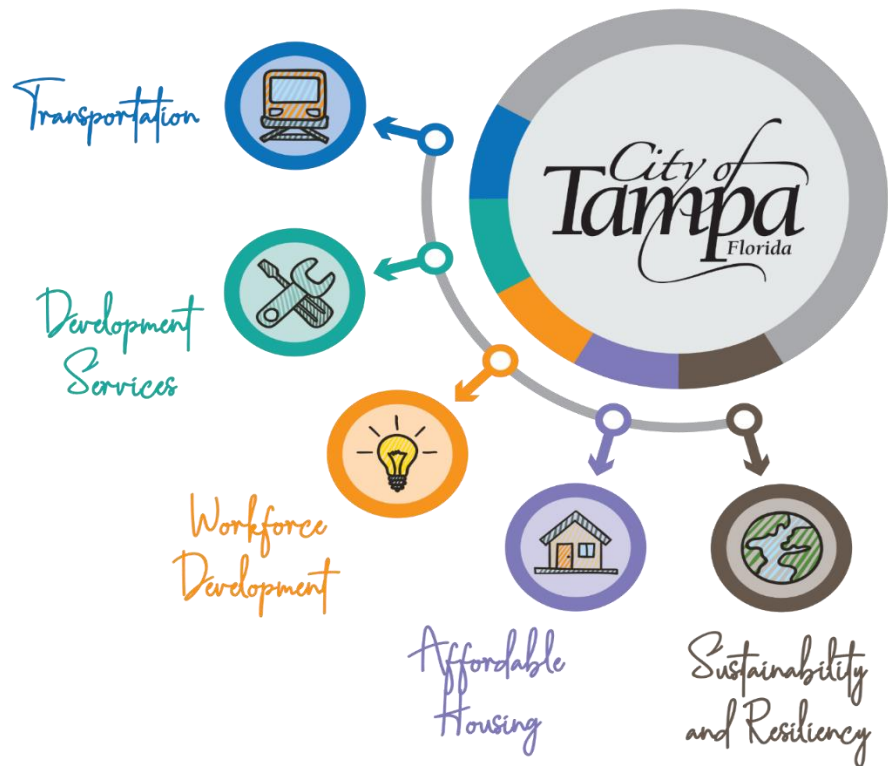 Transportation
City of
Tampa
Florida
Development
Services
Workforce
Development
Affordable
Housing
Sustainability
and Resiliency